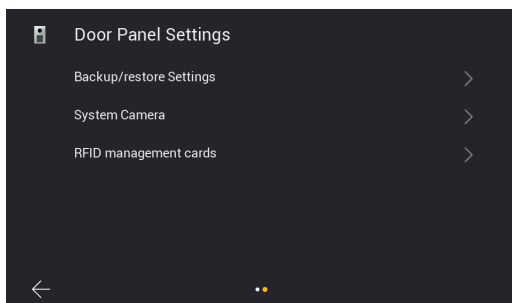 Door Panel Settings
Backup/restore Settings
System Camera
RFID management cards